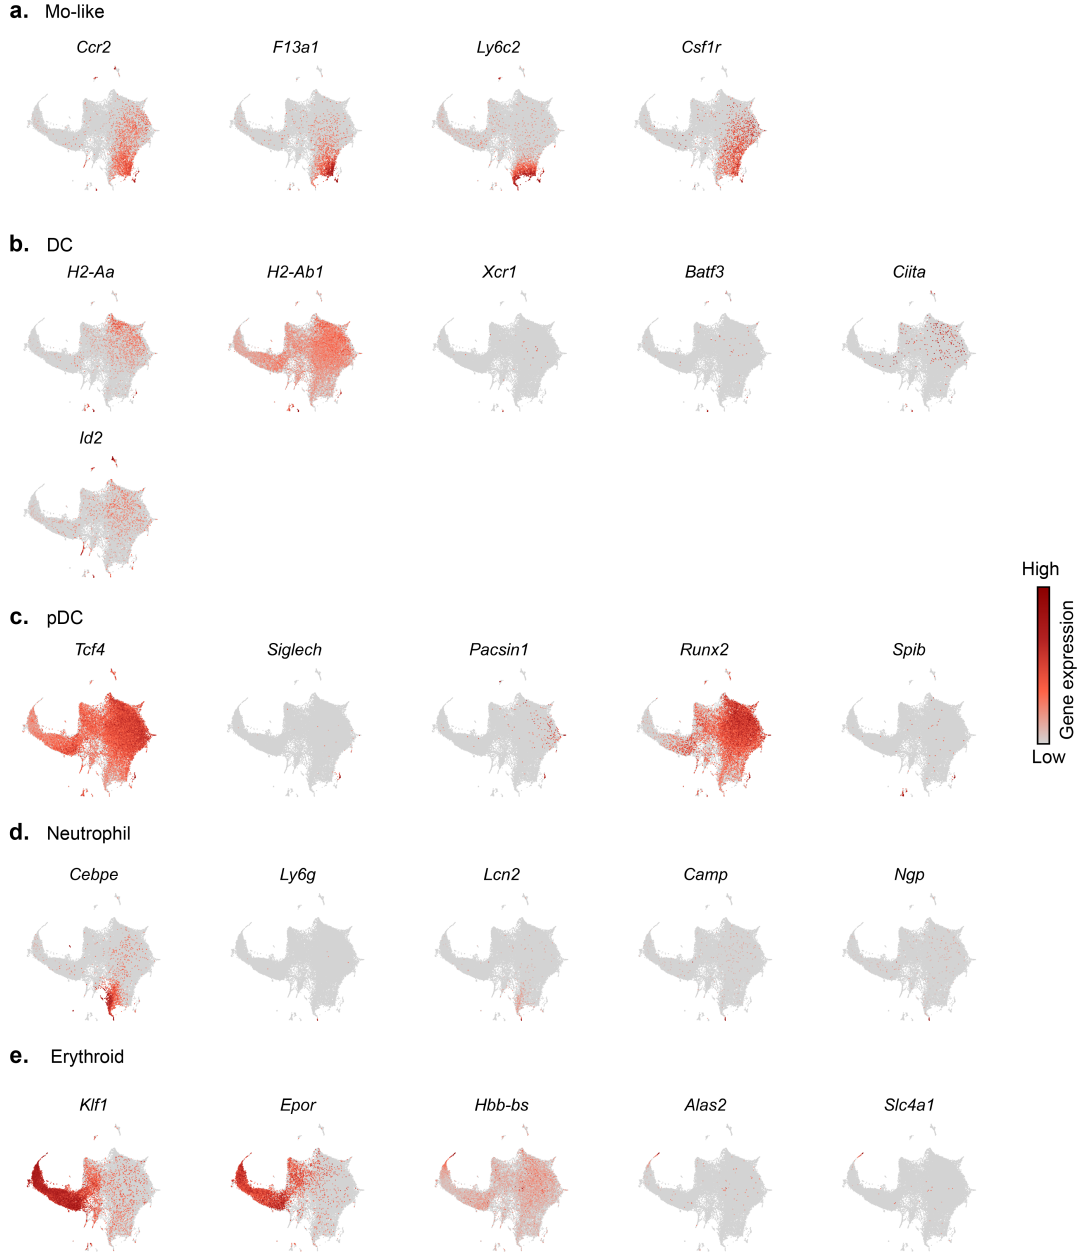 a. Mo-like
Ccr2 F13a1 Ly6c2 Csf1r
b. DC
H2-Aa H2-Ab1 Xcr1 Batf3 Ciita
Id2
High
Gene expression
Low
c. pDC
Tcf4 Siglech Pacsin1 Runx2 Spib
d. Neutrophil
Cebpe Ly6g Lcn2 Camp Ngp
e. Erythroid
Klf1 Epor Hbb-bs Alas2 Slc4a1